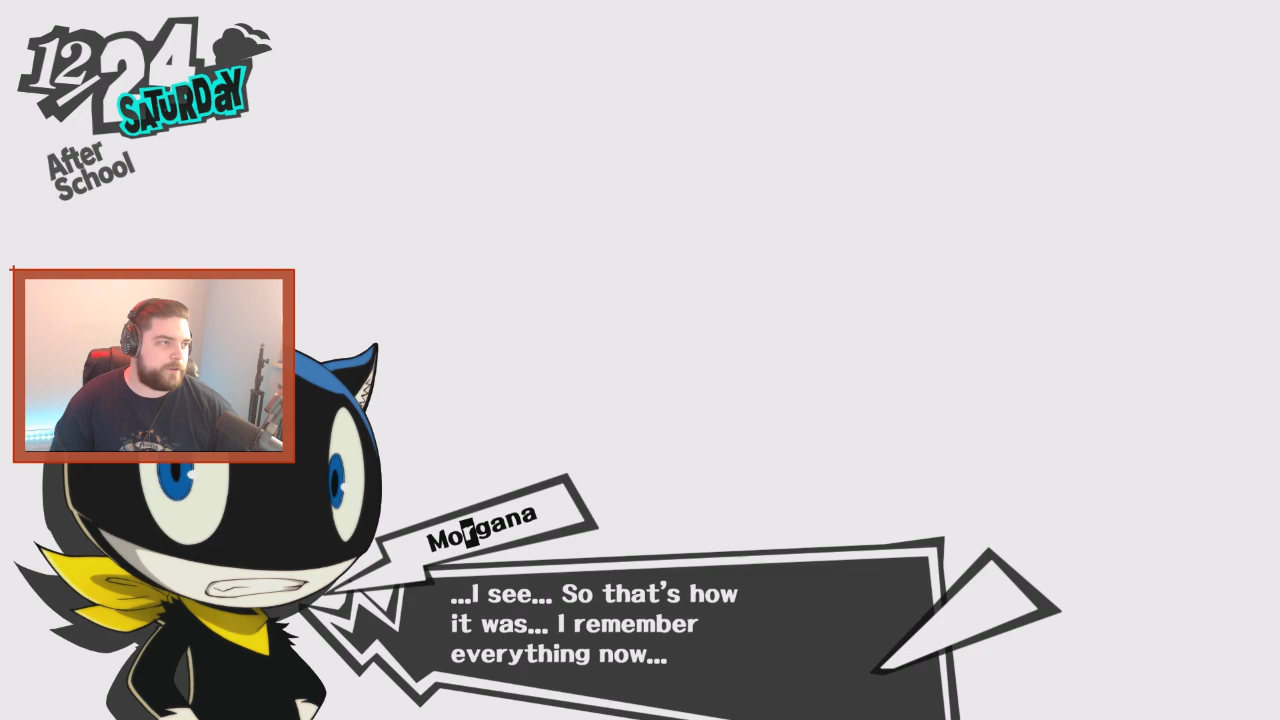 12/24
SATURDaY
After
School
Morgana
...I see... So that's how
it was... I remember
everything now...